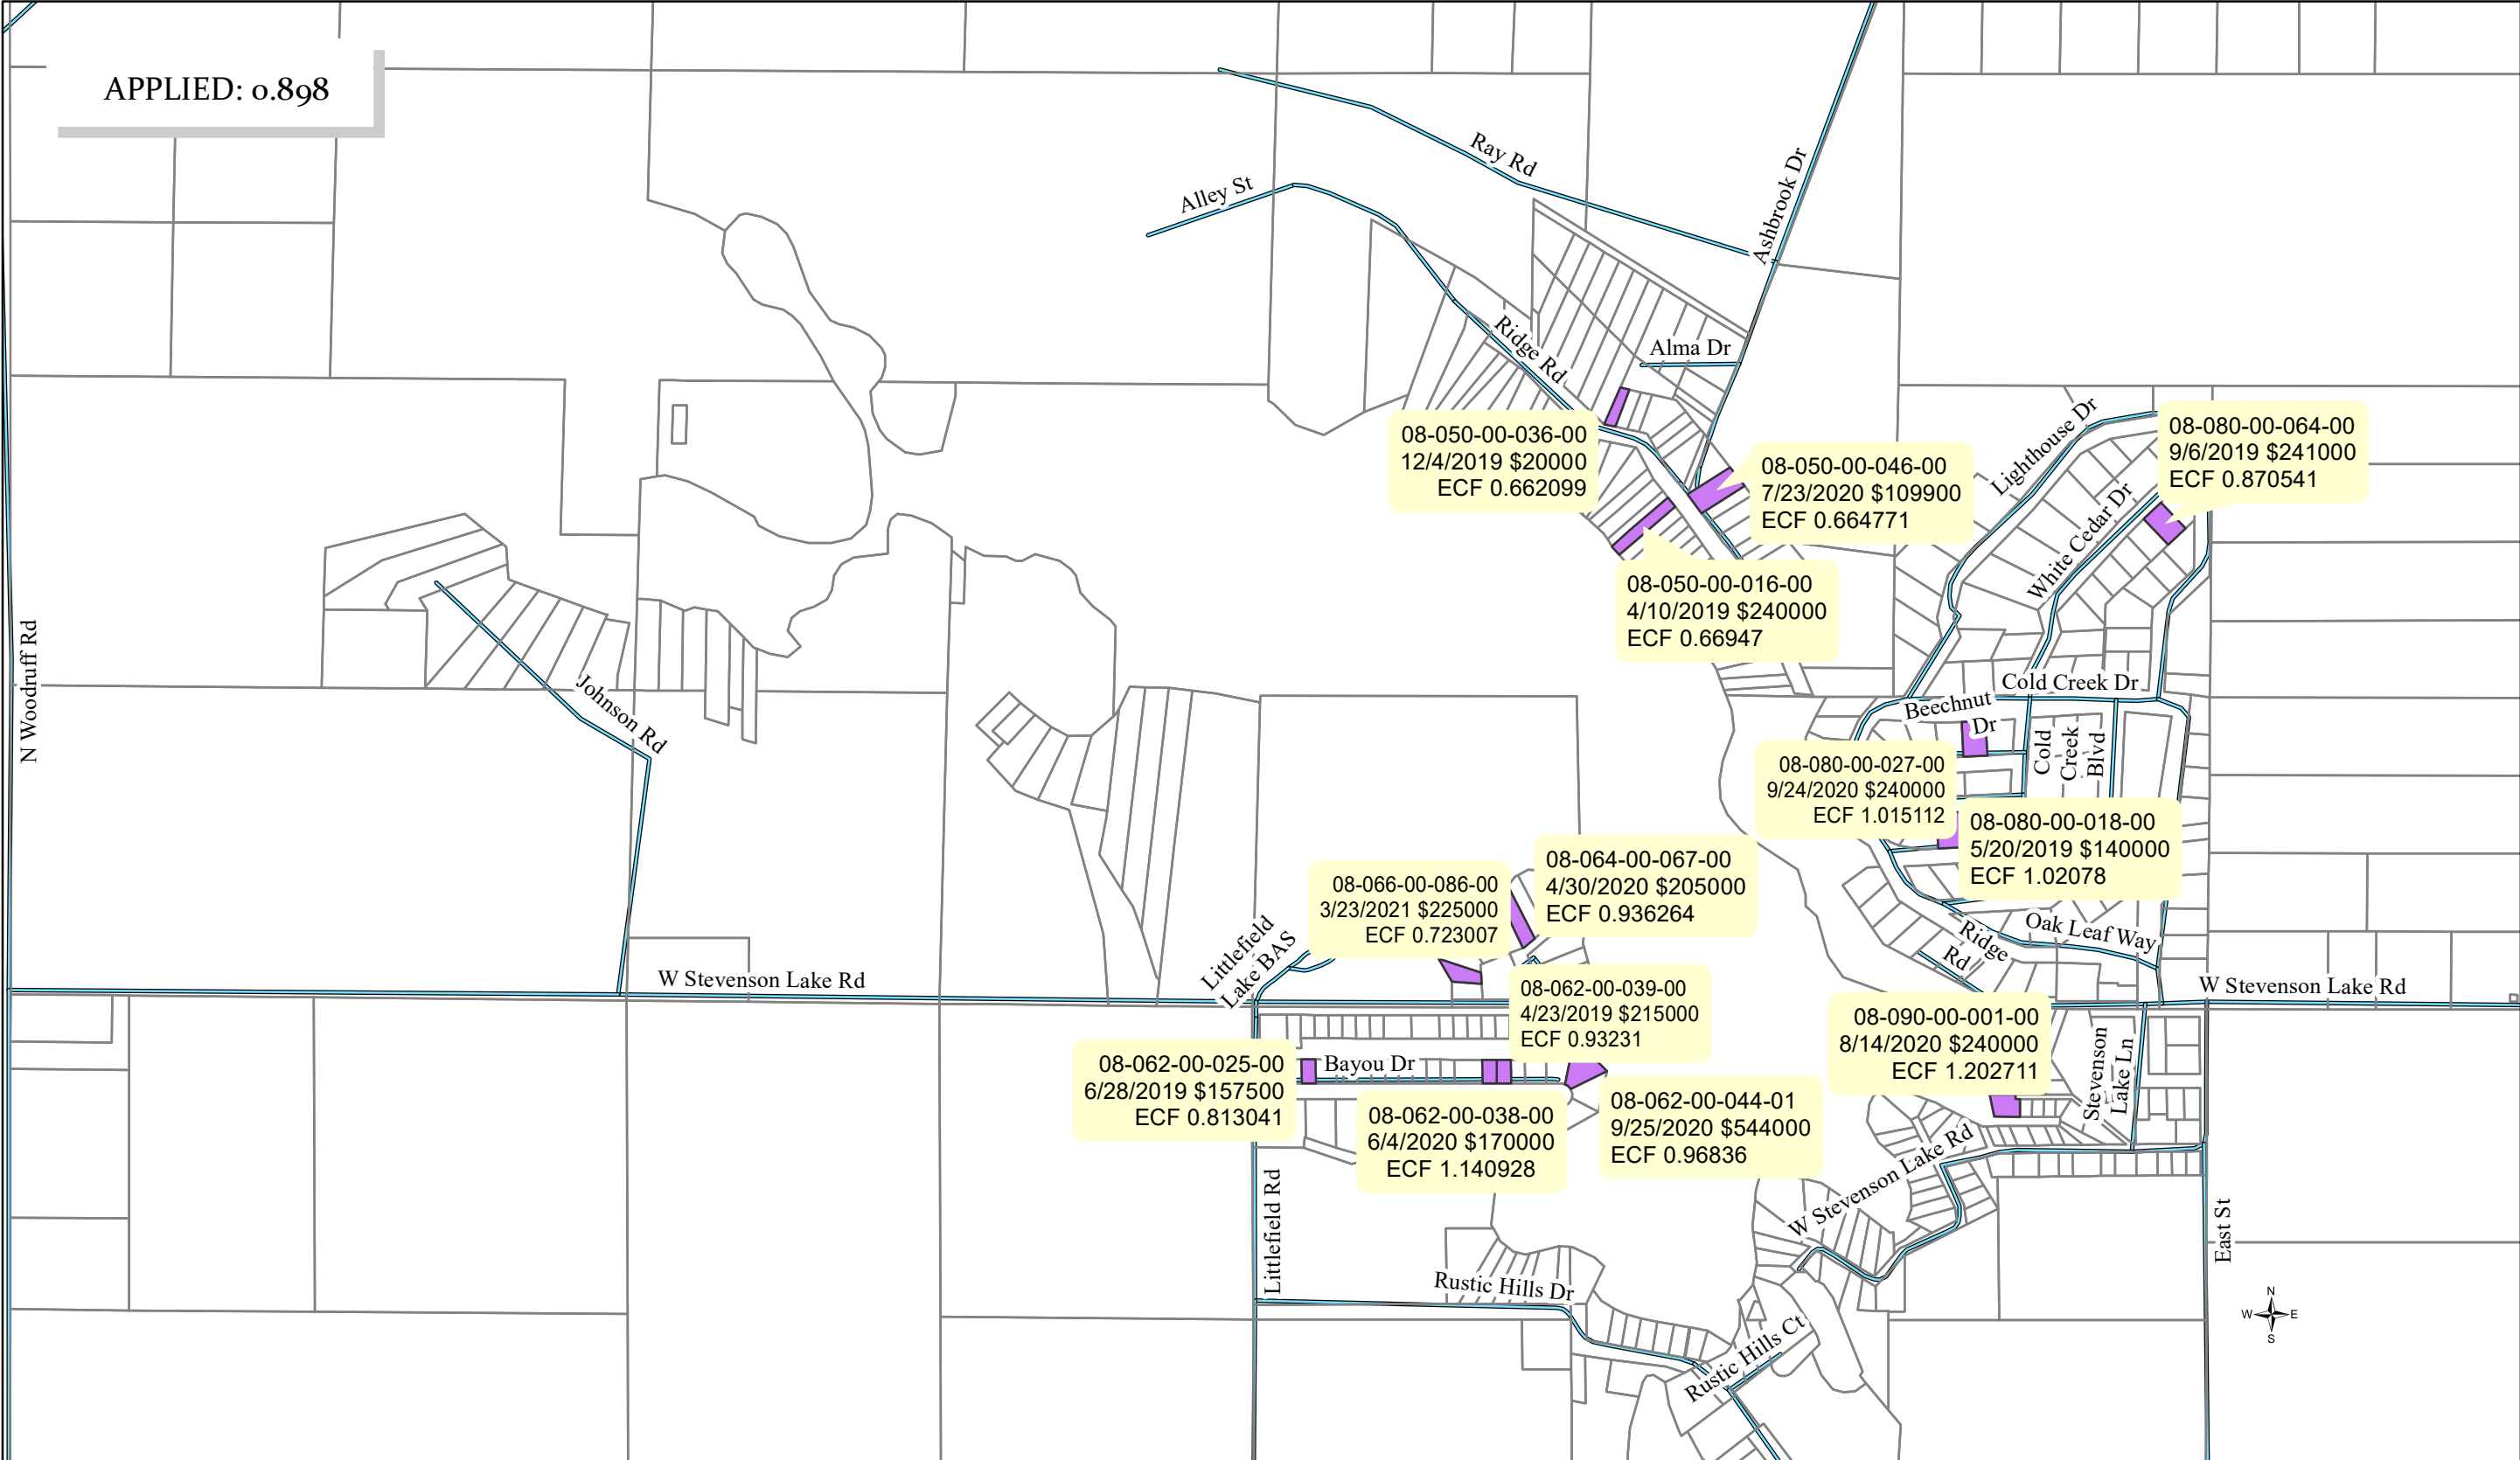 APPLIED: 0.898
Ray Rd
Alley St
Ashbrook Dr
Ridge Rd
Alma Dr
08-050-00-036-00
12/4/2019 $20000
ECF 0.662099
08-050-00-046-00
7/23/2020 $109900
ECF 0.664771
Lighthouse Dr
08-080-00-064-00
9/6/2019 $241000
ECF 0.870541
White Cedar Dr
08-050-00-016-00
4/10/2019 $240000
ECF 0.66947
N Woodruff Rd
Johnson Rd
Cold Creek Dr
Beechnut
Dr
Cold
Creek
Blvd
08-080-00-027-00
9/24/2020 $240000
ECF 1.015112
08-080-00-018-00
5/20/2019 $140000
ECF 1.02078
08-064-00-067-00
4/30/2020 $205000
ECF 0.936264
08-066-00-086-00
3/23/2021 $225000
ECF 0.723007
Littlefield
Lake BAS
Oak Leaf Way
Ridge
Rd
W Stevenson Lake Rd
W Stevenson Lake Rd
08-062-00-039-00
4/23/2019 $215000
ECF 0.93231
08-090-00-001-00
8/14/2020 $240000
ECF 1.202711
Stevenson
Lake Ln
08-062-00-025-00
6/28/2019 $157500
ECF 0.813041
Bayou Dr
08-062-00-038-00
6/4/2020 $170000
ECF 1.140928
08-062-00-044-01
9/25/2020 $544000
ECF 0.96836
W Stevenson Lake Rd
Littlefield Rd
East St
Rustic Hills Dr
Rustic Hills Ct
N
W E
S